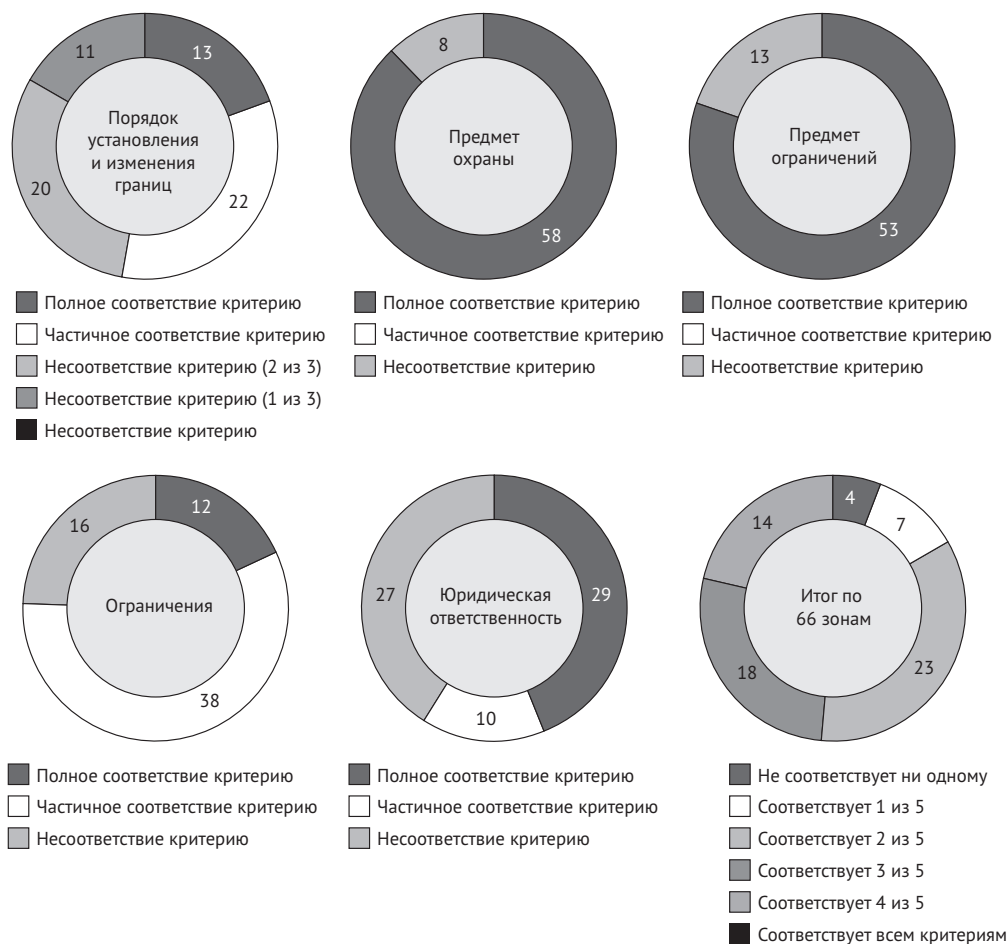 11
13
20
22
Порядок
установления
и изменения
границ
Полное соответствие критерию
Частичное соответствие критерию
Несоответствие критерию (2 из 3)
Несоответствие критерию (1 из 3)
Несоответствие критерию
8
58
Предмет
охраны
Полное соответствие критерию
Частичное соответствие критерию
Несоответствие критерию
13
53
Предмет
ограничений
Полное соответствие критерию
Частичное соответствие критерию
Несоответствие критерию
16
12
38
Ограничения
Полное соответствие критерию
Частичное соответствие критерию
Несоответствие критерию
27
29
10
Юридическая
ответственность
Полное соответствие критерию
Частичное соответствие критерию
Несоответствие критерию
4
7
14
18
23
Итог по
66 зонам
Не соответствует ни одному
Соответствует 1 из 5
Соответствует 2 из 5
Соответствует 3 из 5
Соответствует 4 из 5
Соответствует всем критериям